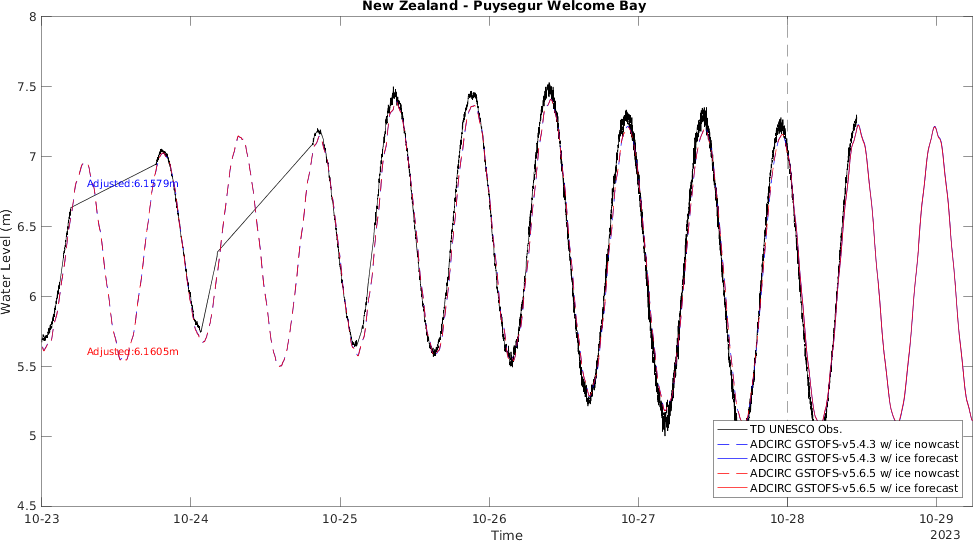 New Zealand - Puysegur Welcome Bay
8
7.5
7
6.5
6
5.5
5
4.5
Water Level (m)
Adjusted:6.1579m
Adjusted:6.1605m
TD UNESCO Obs.
ADCIRC GSTOFS-v5.4.3 w/ ice nowcast
ADCIRC GSTOFS-v5.4.3 w/ ice forecast
ADCIRC GSTOFS-v5.6.5 w/ ice nowcast
ADCIRC GSTOFS-v5.6.5 w/ ice forecast
10-23 10-24 10-25 10-26 10-27 10-28 10-29
Time
2023